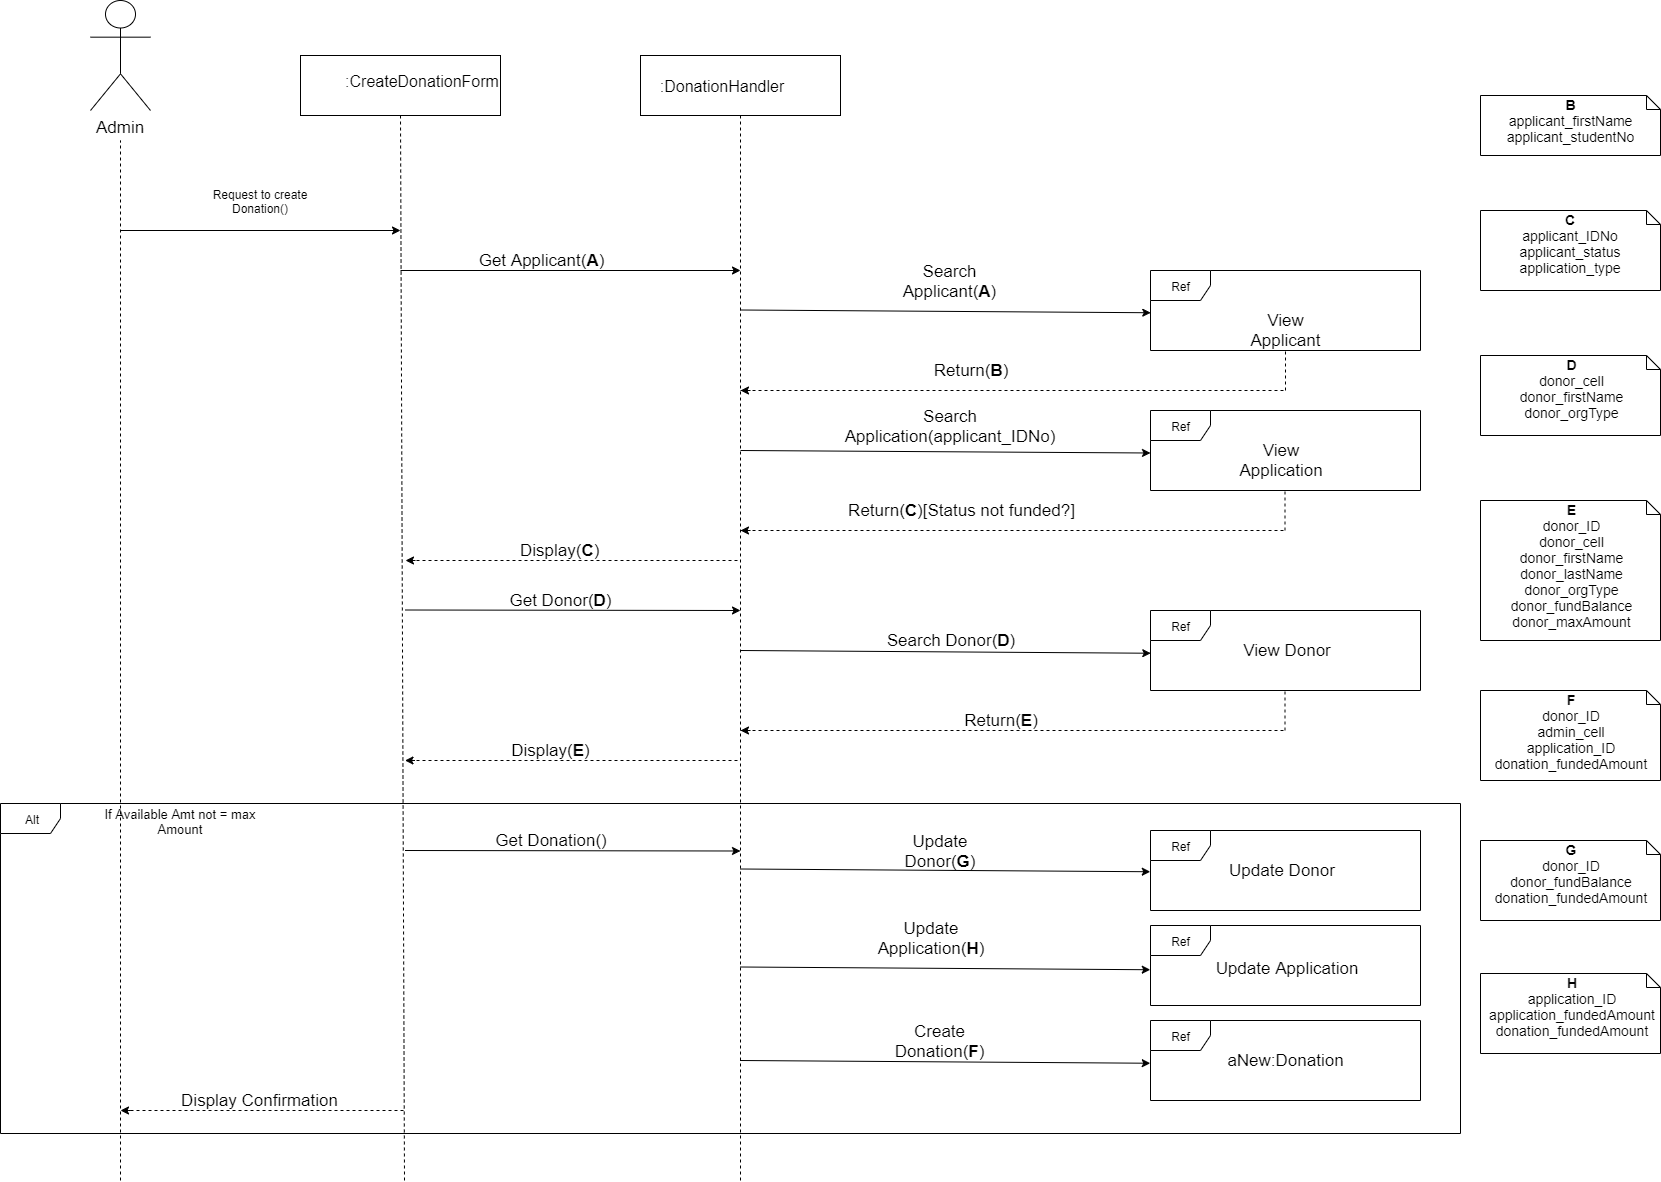 Admin
:CreateDonationForm
:DonationHandler
Request to create
Donation()
Get Applicant(A)
Search
Applicant(A)
Ref
View
Applicant
Return(B)
Search
Application(applicant_IDNo)
Ref
View
Application
Return(C)[Status not funded?]
Display(C)
Get Donor(D)
Search Donor(D)
Ref
View Donor
Return(E)
Display(E)
Alt
If Available Amt not = max
Amount
Get Donation()
Update
Donor(G)
Ref
Update Donor
Update
Application(H)
Ref
Update Application
Create
Donation(F)
Ref
aNew:Donation
Display Confirmation
B
applicant_firstName
applicant_studentNo
C
applicant_IDNo
applicant_status
application_type
D
donor_cell
donor_firstName
donor_orgType
E
donor_ID
donor_cell
donor_firstName
donor_lastName
donor_orgType
donor_fundBalance
donor_maxAmount
F
donor_ID
admin_cell
application_ID
donation_fundedAmount
G
donor_ID
donor_fundBalance
donation_fundedAmount
H
application_ID
application_fundedAmount
donation_fundedAmount